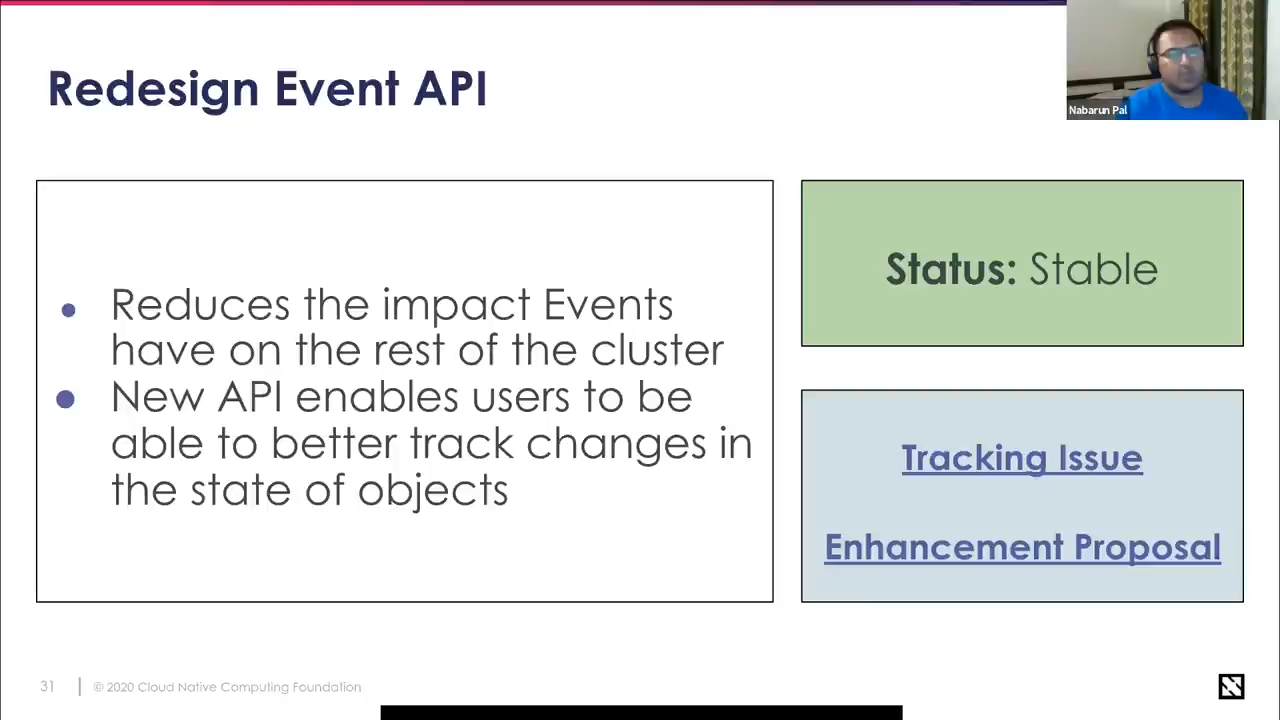 Redesign Event API
Nabarun Pal
● Reduces the impact Events
have on the rest of the cluster
● New API enables users to be
able to better track changes in
the state of objects
Status: Stable
Tracking Issue
Enhancement Proposal
31
© 2020 Cloud Native Computing Foundation